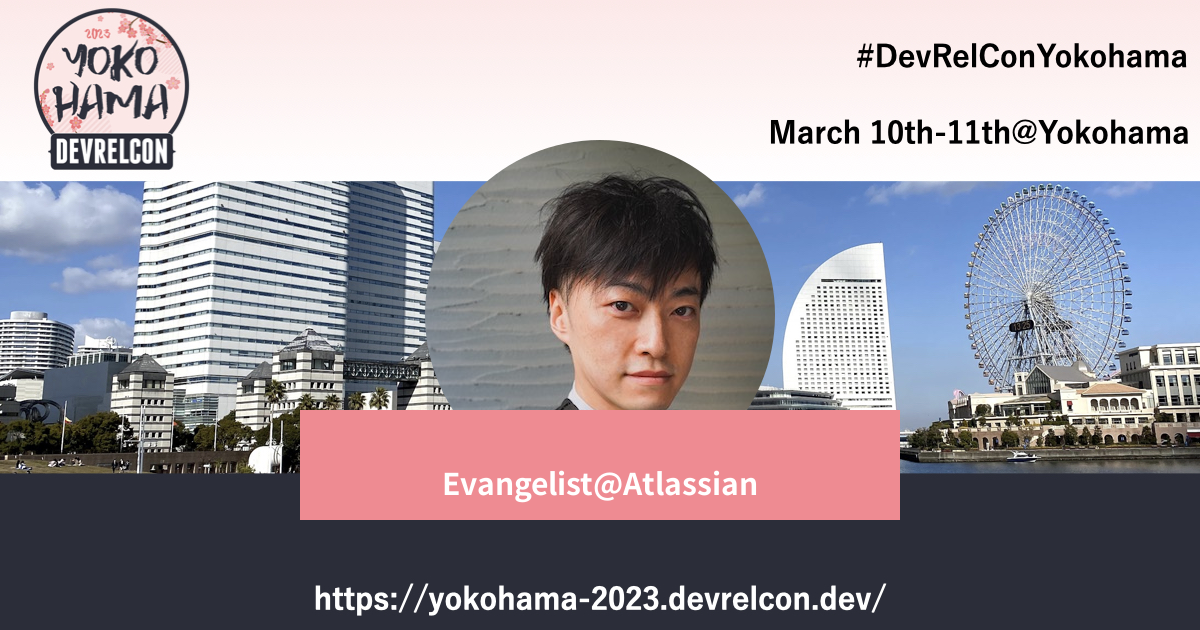 2023
YOKO
HAMA
DEVRELCON
#DevRelConYokohama
March 10th-11th@Yokohama
Evangelist@Atlassian
https://yokohama-2023.devrelcon.dev/